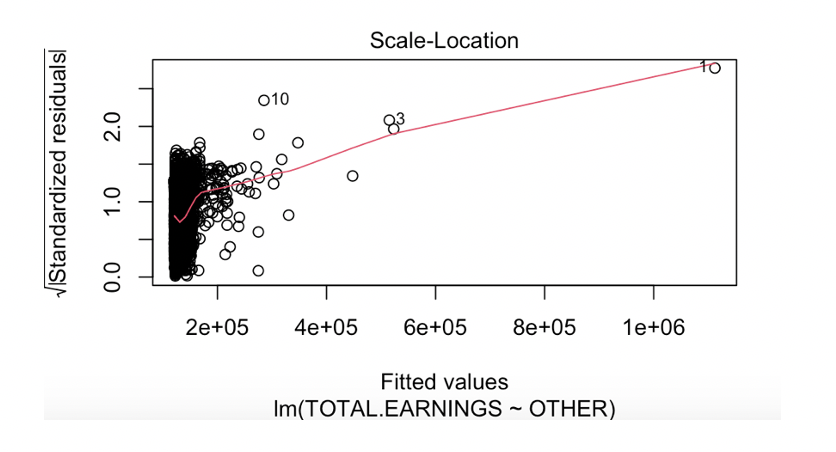 Scale-Location
√|Standardized residuals|
2.0
1.0
0.0
10
3
1
2e+05 4e+05 6e+05 8e+05 1e+06
Fitted values
lm(TOTAL.EARNINGS ~ OTHER)